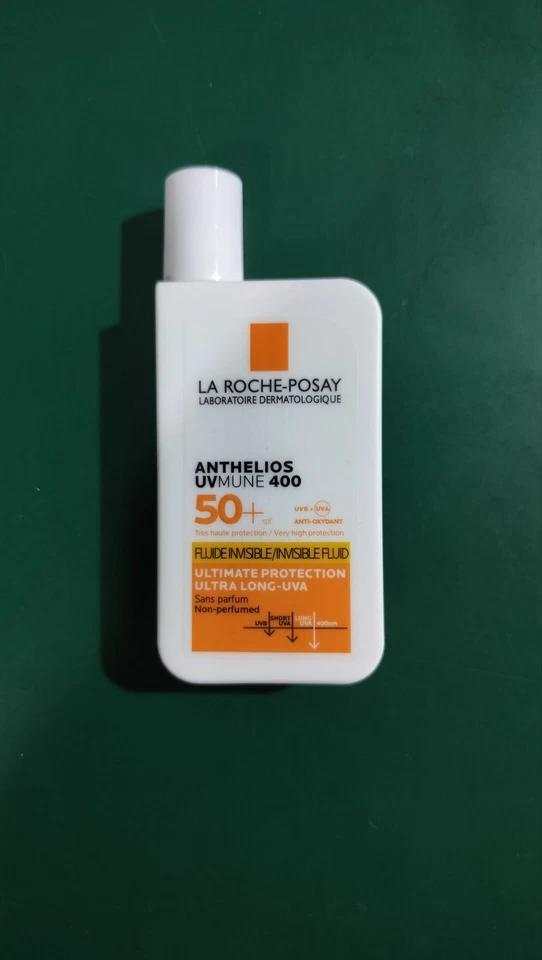 LA ROCHE-POSAY
LABORATOIRE DERMATOLOGIQUE
ANTHELIOS
UVMUNE 400
50+ spf
UVB + UVA
ANTI-OXYDANT
Très haute protection / Very high protection
FLUIDE INVISIBLE/INVISIBLE FLUID
ULTIMATE PROTECTION
ULTRA LONG-UVA
Sans parfum
Non-perfumed
UVB
SHORT UVA
LONG UVA
400nm